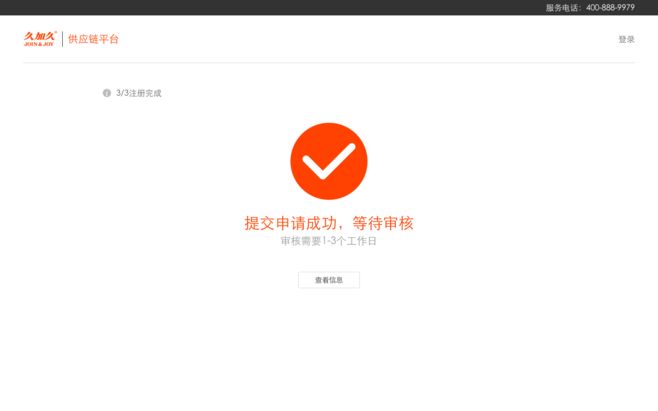 服务电话：400-888-9979
久加久
JOIN & JOY
供应链平台
登录
3/3注册完成
提交申请成功，等待审核
审核需要1-3个工作日
查看信息